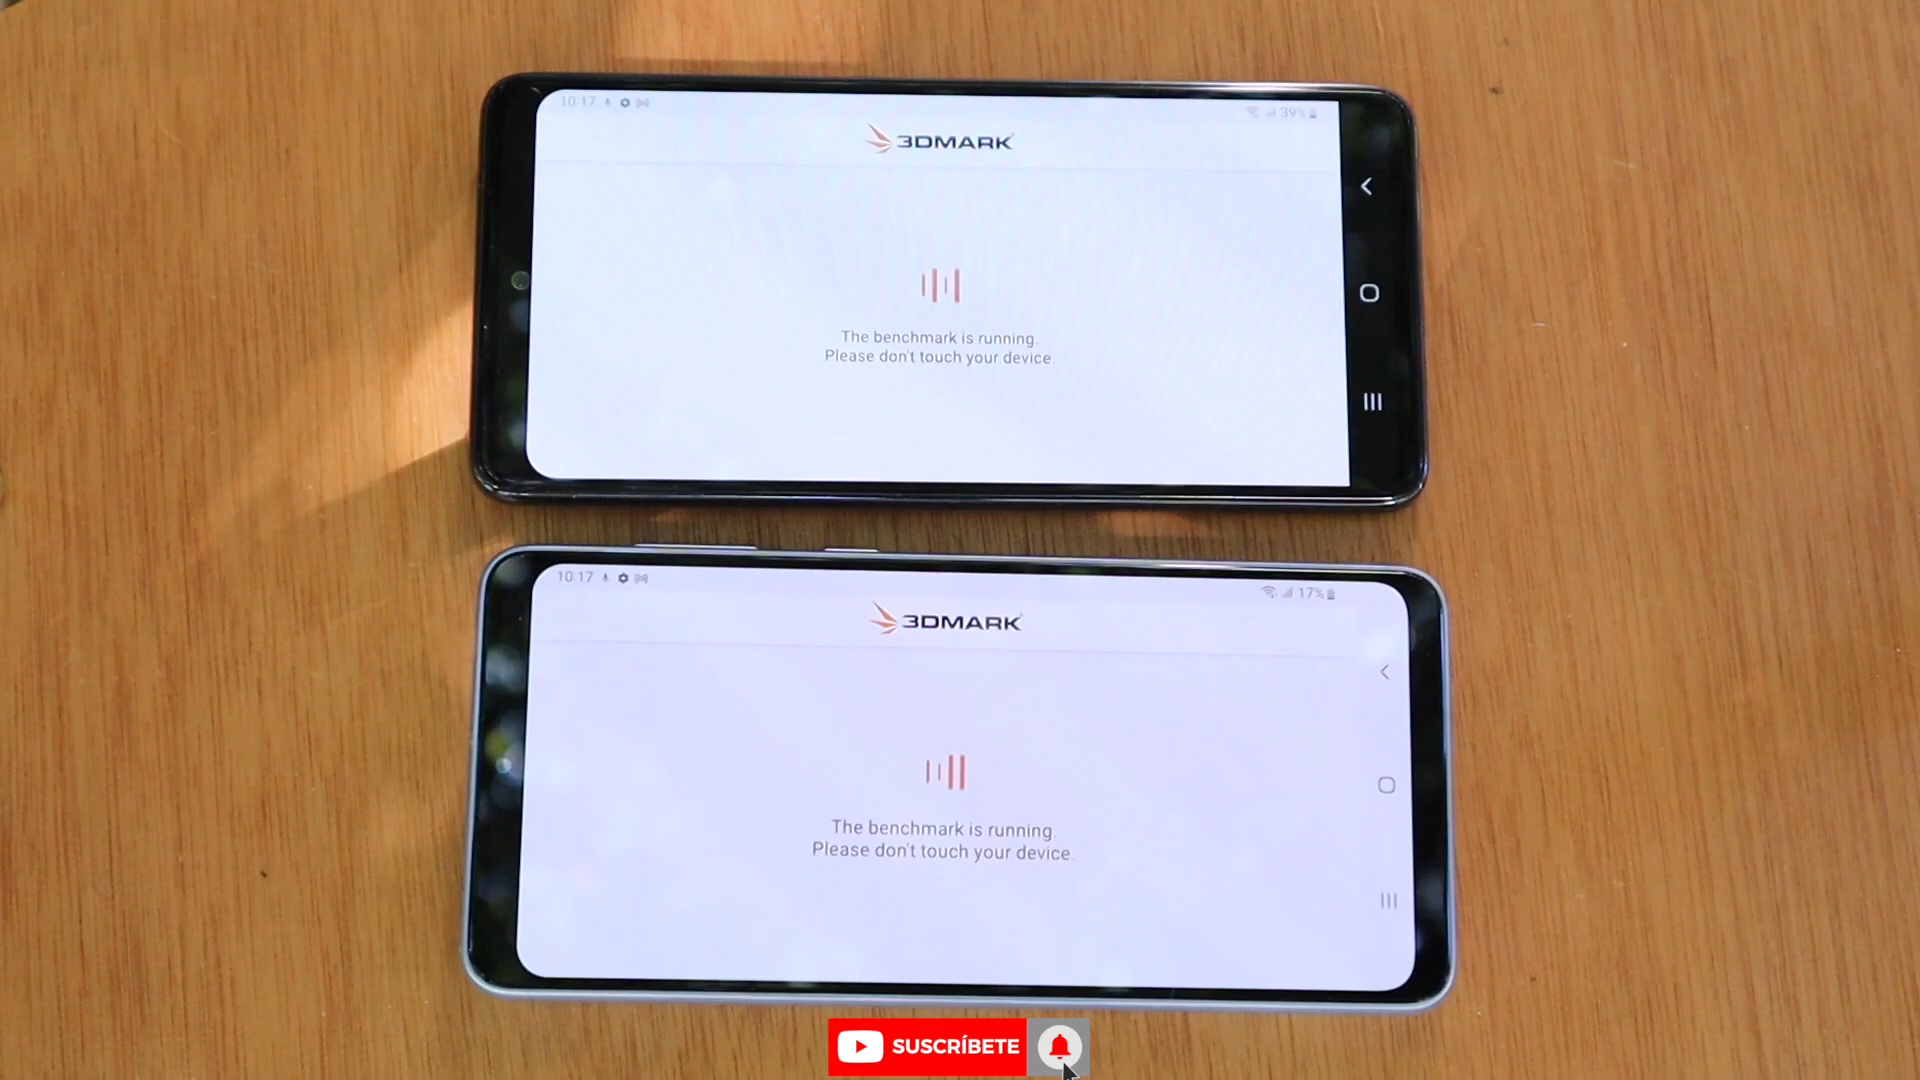 10:17
39%
3DMARK
The benchmark is running.
Please don't touch your device.
10:17
17%
3DMARK
The benchmark is running.
Please don't touch your device.
SUSCRÍBETE